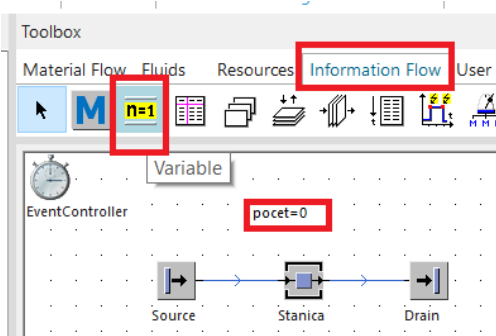 Toolbox
Material Flow Fluids Resources Information Flow User
M n=1
Variable
EventController
pocet=0
Source Stanica Drain